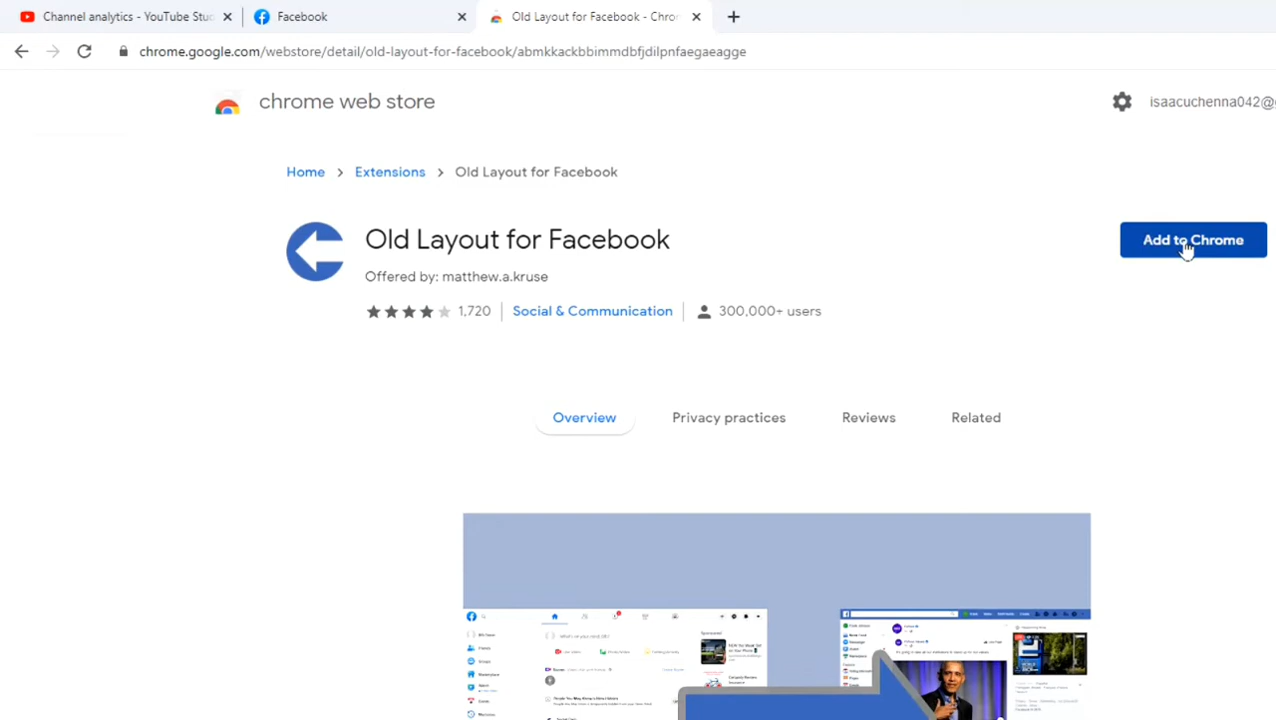 Channel analytics - YouTube Stu
Facebook
Old Layout for Facebook - Chro
chrome.google.com/webstore/detail/old-layout-for-facebook/abmkkackbbimmdbfjdilpnfaegaeagge
chrome web store
isaacuchenna042@g
Home > Extensions > Old Layout for Facebook
Old Layout for Facebook
Add to Chrome
Offered by: matthew.a.kruse
1,720
Social & Communication
300,000+ users
Overview
Privacy practices
Reviews
Related